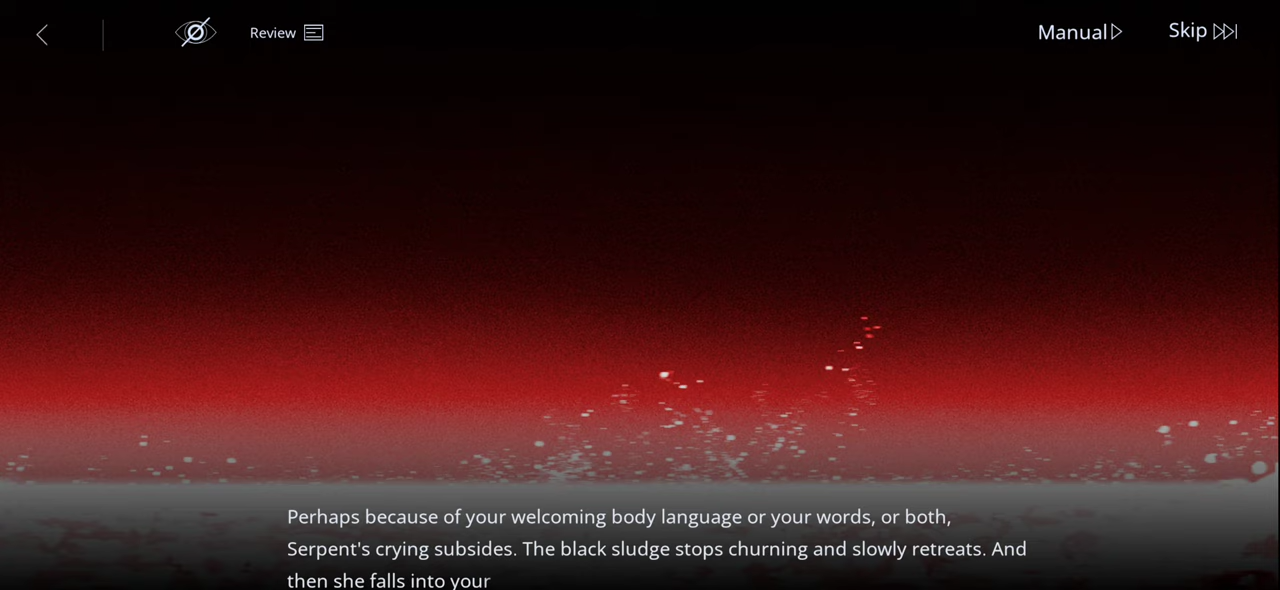 Review
Manual
Skip
Perhaps because of your welcoming body language or your words, or both,
Serpent's crying subsides. The black sludge stops churning and slowly retreats. And
then she falls into your